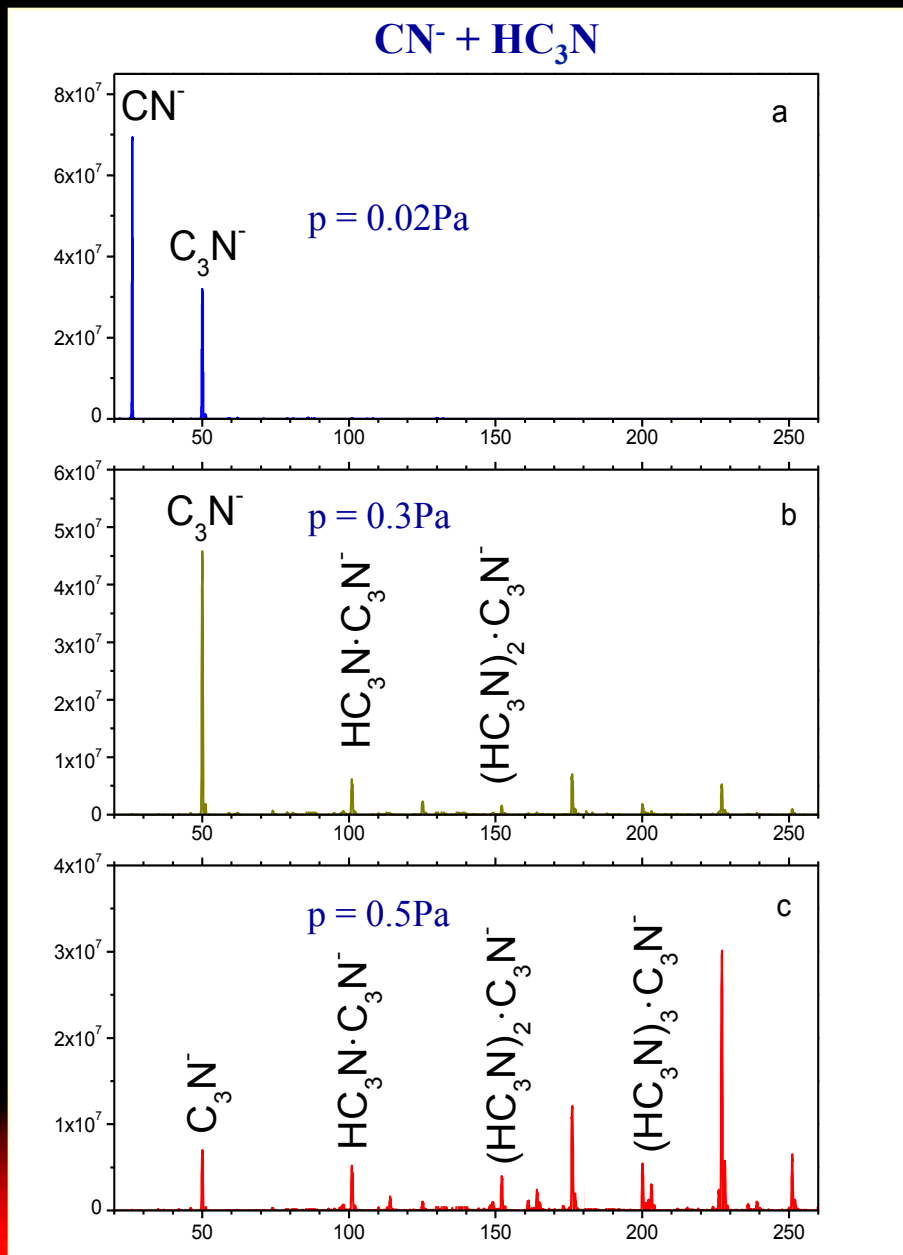 CN⁻ + HC₃N
8x10⁷
6x10⁷
4x10⁷
2x10⁷
0
CN⁻
C₃N⁻
p = 0.02Pa
a
50 100 150 200 250
6x10⁷
5x10⁷
4x10⁷
3x10⁷
2x10⁷
1x10⁷
0
C₃N⁻
p = 0.3Pa
HC₃N·C₃N⁻
(HC₃N)₂·C₃N⁻
b
50 100 150 200 250
4x10⁷
3x10⁷
2x10⁷
1x10⁷
0
p = 0.5Pa
C₃N⁻
HC₃N·C₃N⁻
(HC₃N)₂·C₃N⁻
(HC₃N)₃·C₃N⁻
c
50 100 150 200 250